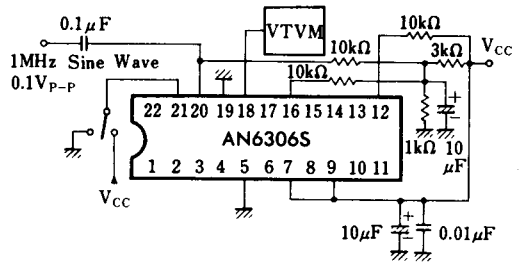 0.1μF
VTVM
10kΩ
10kΩ
3kΩ
VCC
1MHz Sine Wave
0.1VP-P
10kΩ
22 21 20 19 18 17 16 15 14 13 12
AN6306S
1 2 3 4 5 6 7 8 9 10 11
1kΩ
10
μF
+
−
VCC
10μF
+
−
0.01μF